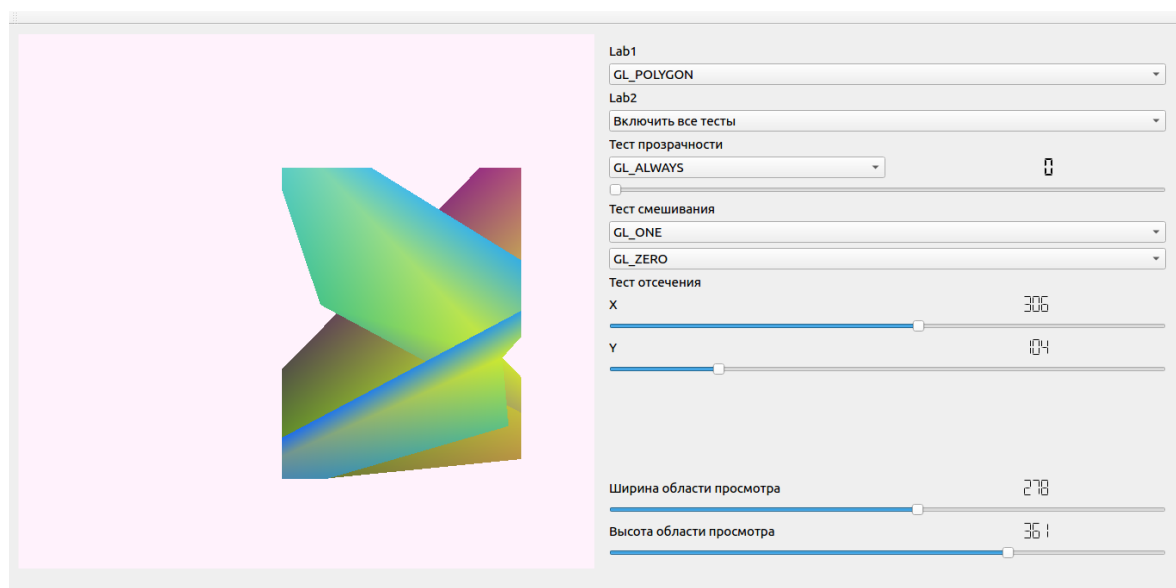 Lab1
GL_POLYGON
Lab2
Включить все тесты
Тест прозрачности
GL_ALWAYS 0
Тест смешивания
GL_ONE
GL_ZERO
Тест отсечения
X 306
Y 104
Ширина области просмотра 278
Высота области просмотра 361